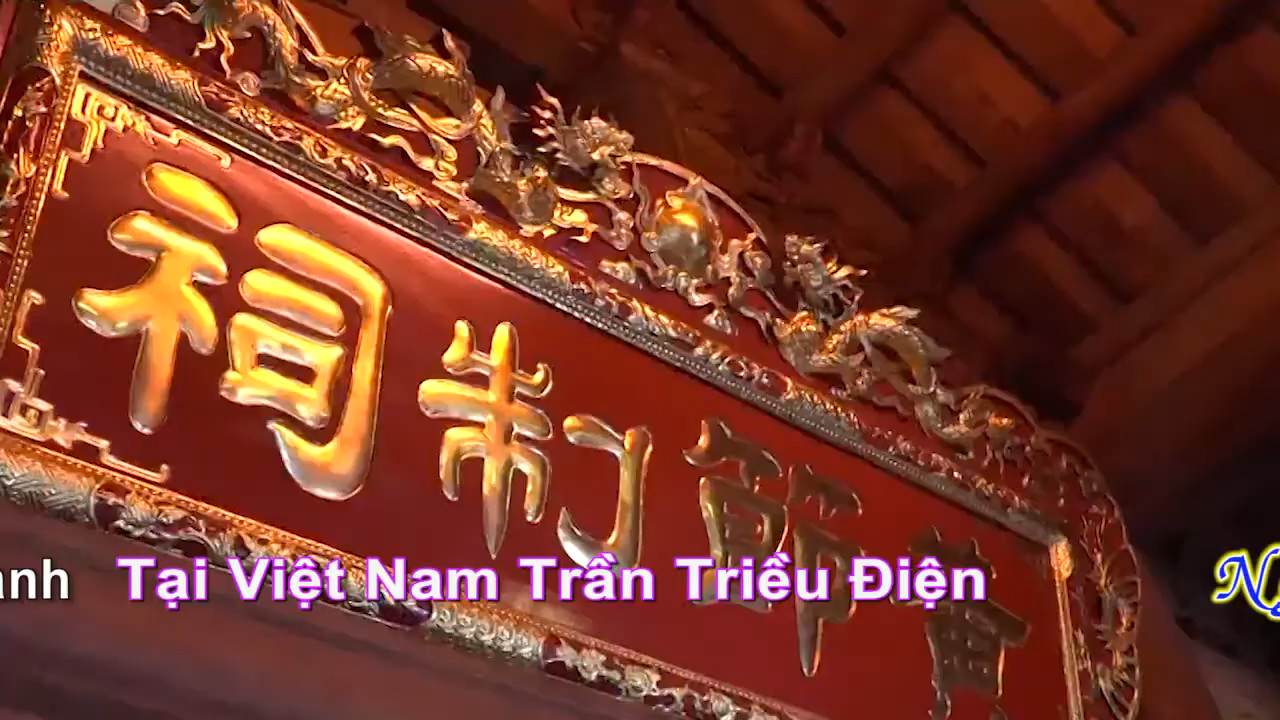 節制祠
Tại Việt Nam Trần Triều Điện